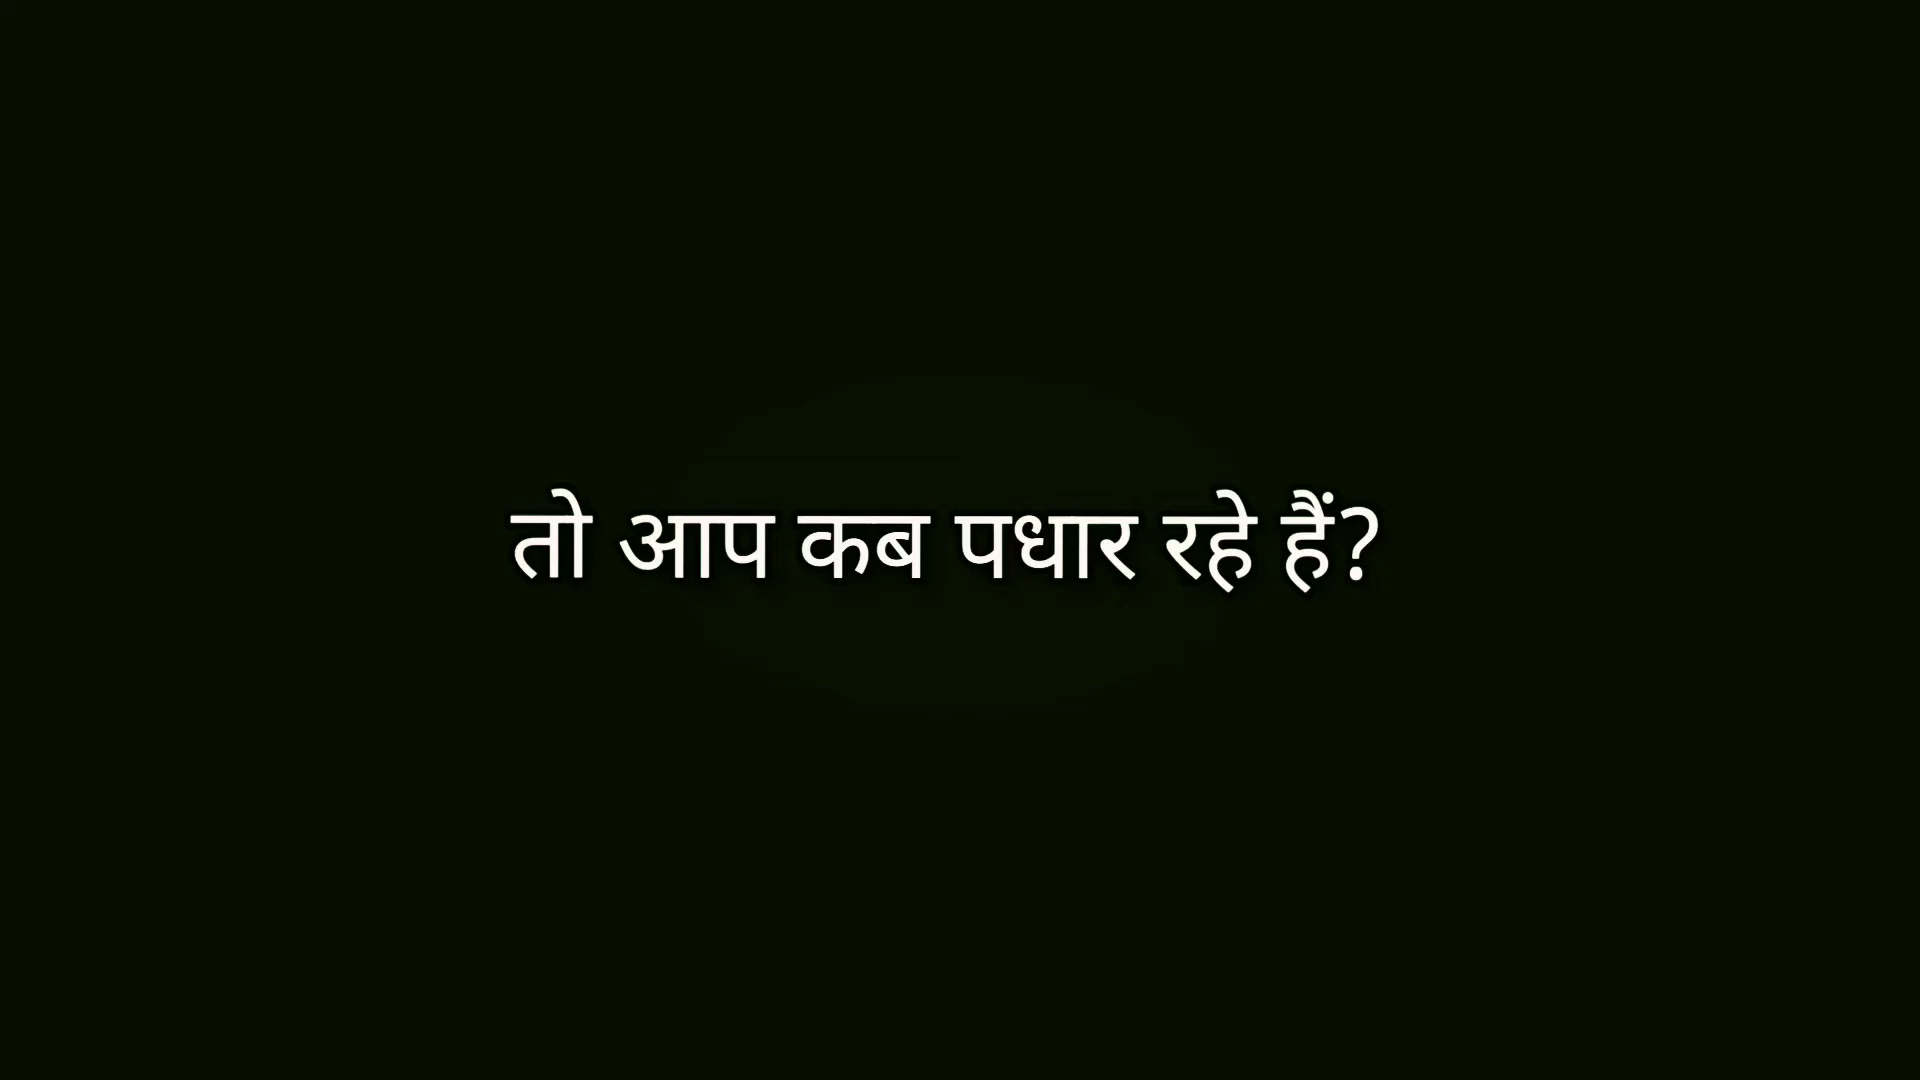 तो आप कब पधार रहे हैं?